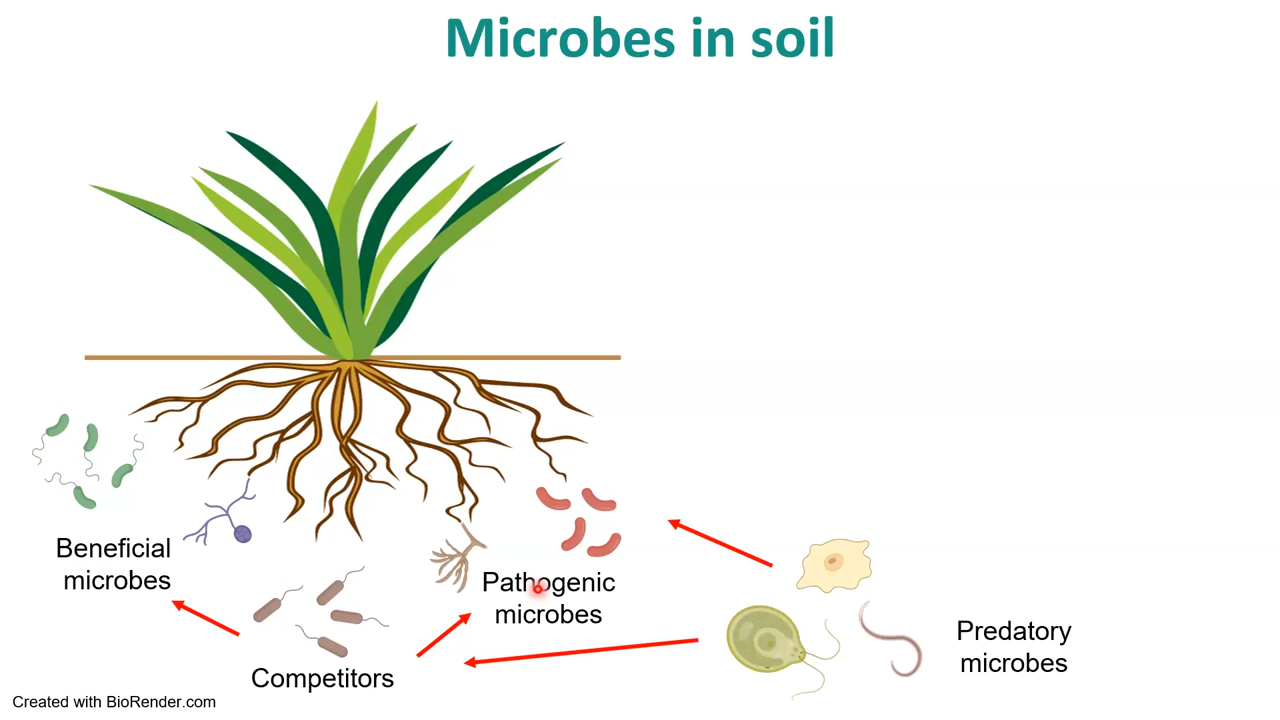 Microbes in soil
Beneficial
microbes
Pathogenic
microbes
Competitors
Predatory
microbes
Created with BioRender.com